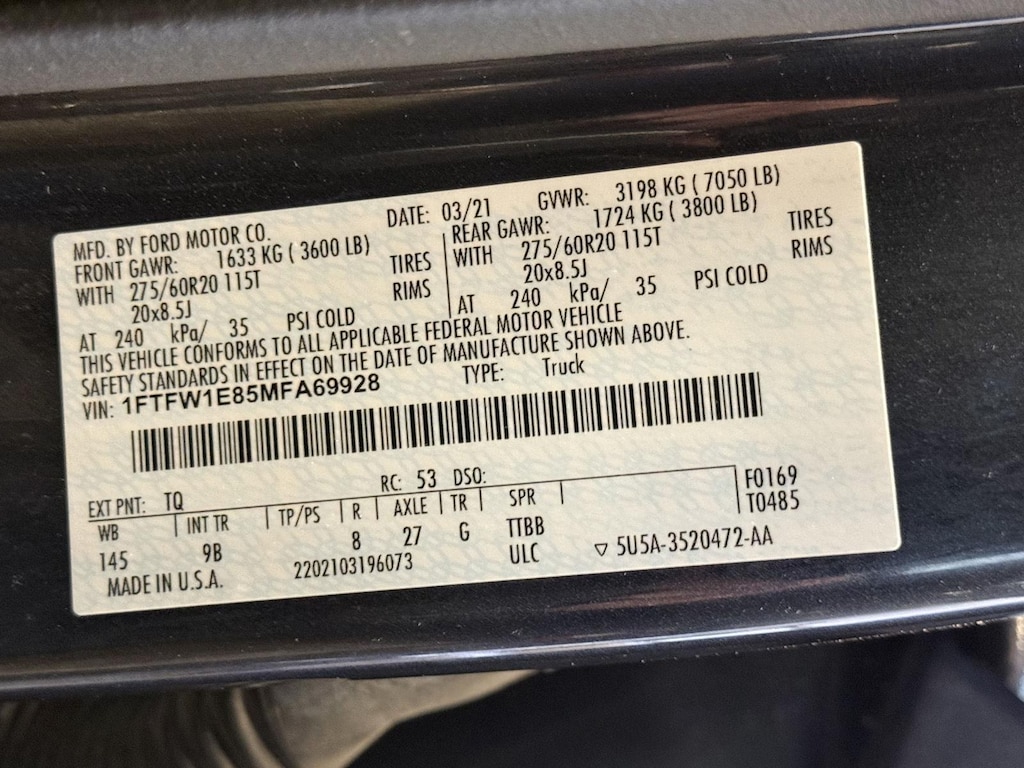 MFD. BY FORD MOTOR CO. DATE: 03/21 GVWR: 3198 KG ( 7050 LB)
FRONT GAWR: 1633 KG ( 3600 LB) REAR GAWR: 1724 KG ( 3800 LB)
WITH 275/60R20 115T TIRES WITH 275/60R20 115T TIRES
20x8.5J RIMS 20x8.5J RIMS
AT 240 kPa/ 35 PSI COLD AT 240 kPa/ 35 PSI COLD
THIS VEHICLE CONFORMS TO ALL APPLICABLE FEDERAL MOTOR VEHICLE
SAFETY STANDARDS IN EFFECT ON THE DATE OF MANUFACTURE SHOWN ABOVE.
VIN: 1FTFW1E85MFA69928 TYPE: Truck
EXT PNT: TQ RC: 53 DSO: F0169
WB INT TR TP/PS R AXLE TR SPR T0485
145 9B 8 27 G TTBB
MADE IN U.S.A. 2202103196073 ULC ▽ 5U5A-3520472-AA